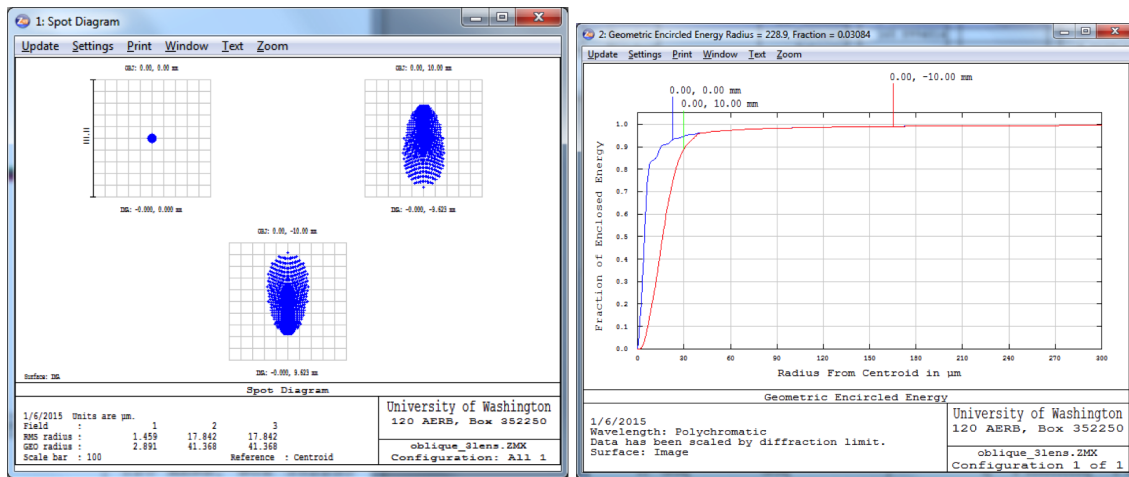 1: Spot Diagram
Update Settings Print Window Text Zoom
OBJ: 0.00, 0.00 mm
OBJ: 0.00, 10.00 mm
IMA: -0.000, 0.000 mm
IMA: -0.000, -9.623 mm
OBJ: 0.00, -10.00 mm
IMA: -0.000, 9.623 mm
Surface: IMA
Spot Diagram
1/6/2015 Units are µm.
Field : 1 2 3
RMS radius : 1.459 17.842 17.842
GEO radius : 2.891 41.368 41.368
Scale bar : 100 Reference : Centroid
University of Washington
120 AERB, Box 352250
oblique_3lens.ZMX
Configuration: All 1
2: Geometric Encircled Energy Radius = 228.9, Fraction = 0.03084
Update Settings Print Window Text Zoom
0.00, -10.00 mm
0.00, 0.00 mm
0.00, 10.00 mm
1.0
0.9
0.8
0.7
0.6
0.5
0.4
0.3
0.2
0.1
0.0
Fraction of Enclosed Energy
0 30 60 90 120 150 180 210 240 270 300
Radius From Centroid in µm
Geometric Encircled Energy
1/6/2015
Wavelength: Polychromatic
Data has been scaled by diffraction limit.
Surface: Image
University of Washington
120 AERB, Box 352250
oblique_3lens.ZMX
Configuration 1 of 1